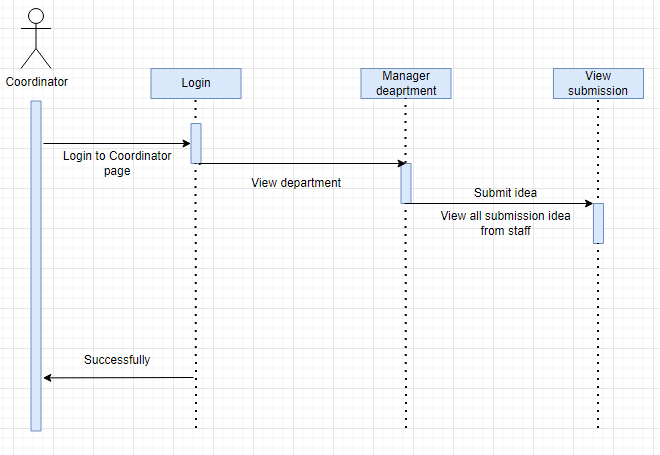 Coordinator
Login
Manager
deaprtment
View
submission
Login to Coordinator
page
View department
Submit idea
View all submission idea
from staff
Successfully